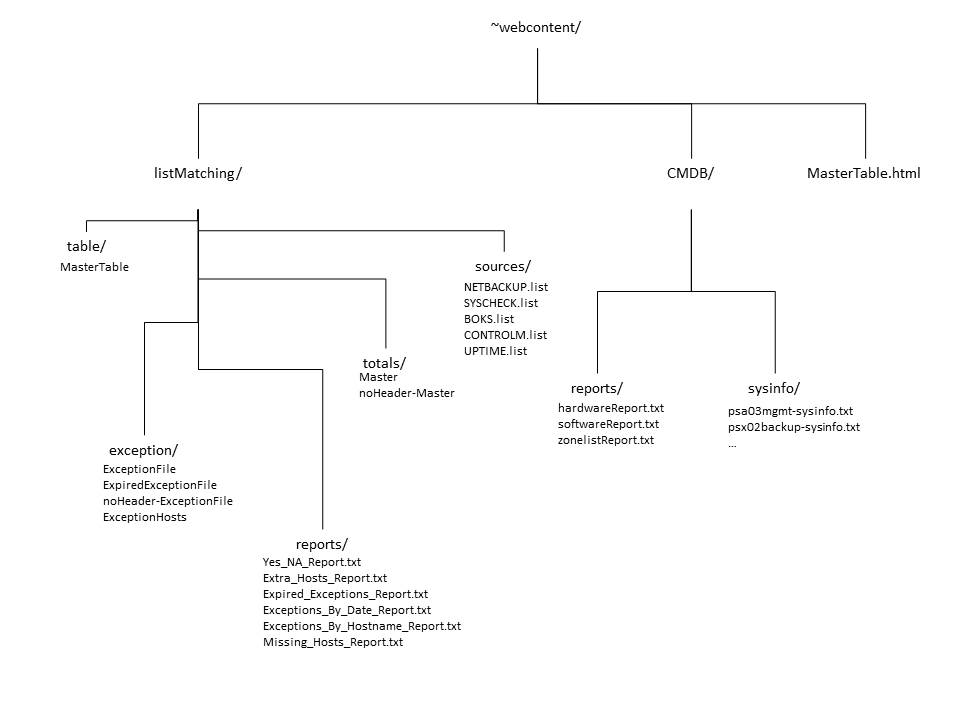 ~webcontent/
listMatching/
CMDB/
MasterTable.html
table/
MasterTable
sources/
NETBACKUP.list
SYSCHECK.list
BOKS.list
CONTROLM.list
UPTIME.list
totals/
Master
noHeader-Master
reports/
hardwareReport.txt
softwareReport.txt
zonelistReport.txt
sysinfo/
psa03mgmt-sysinfo.txt
psx02backup-sysinfo.txt
...
exception/
ExceptionFile
ExpiredExceptionFile
noHeader-ExceptionFile
ExceptionHosts
reports/
Yes_NA_Report.txt
Extra_Hosts_Report.txt
Expired_Exceptions_Report.txt
Exceptions_By_Date_Report.txt
Exceptions_By_Hostname_Report.txt
Missing_Hosts_Report.txt